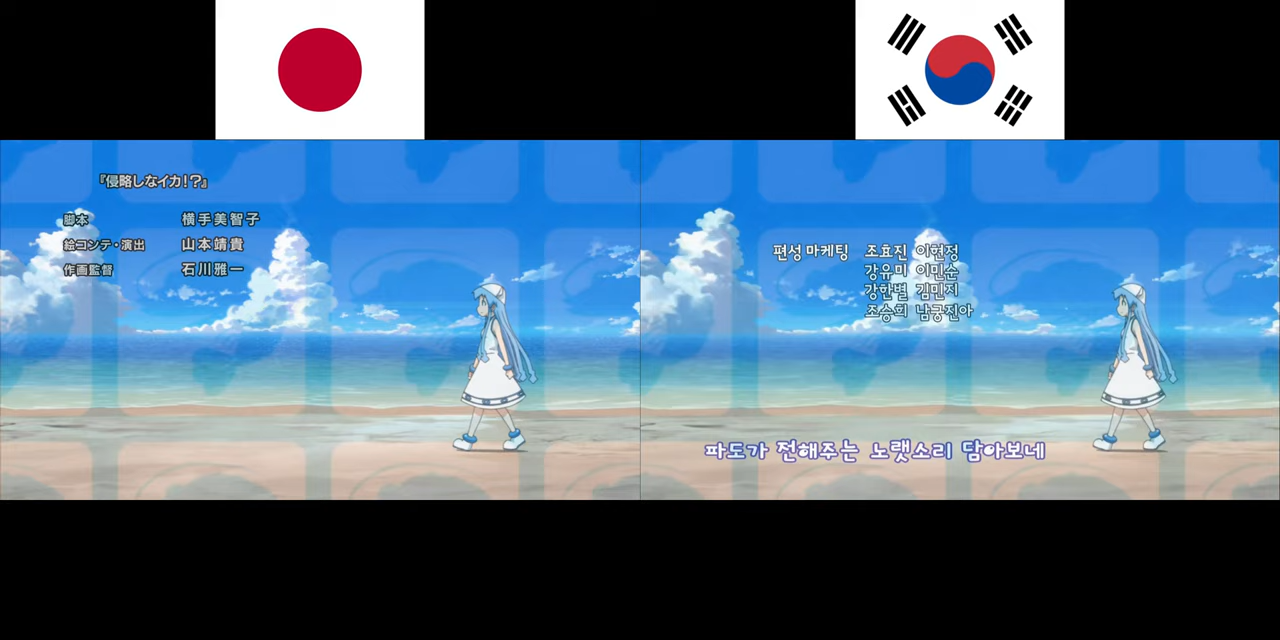 『侵略しなイカ!?』
脚本 横手美智子
絵コンテ・演出 山本靖貴
作画監督 石川雅一
편성 마케팅 조효진 이현정
강유미 이민순
강한별 김민지
조승희 남궁진아
파도가 전해주는 노랫소리 담아보네